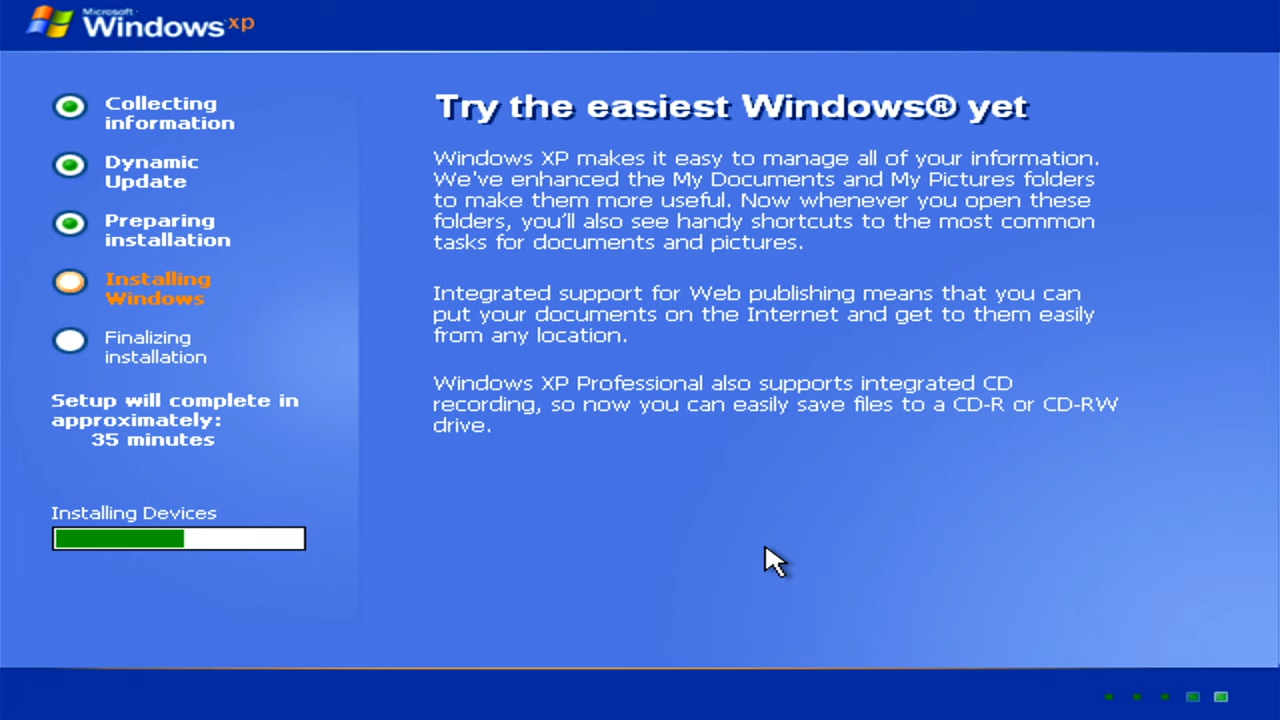 Microsoft
Windows xp
Collecting
information
Dynamic
Update
Preparing
installation
Installing
Windows
Finalizing
installation
Setup will complete in
approximately:
35 minutes
Installing Devices
Try the easiest Windows® yet
Windows XP makes it easy to manage all of your information.
We've enhanced the My Documents and My Pictures folders
to make them more useful. Now whenever you open these
folders, you'll also see handy shortcuts to the most common
tasks for documents and pictures.
Integrated support for Web publishing means that you can
put your documents on the Internet and get to them easily
from any location.
Windows XP Professional also supports integrated CD
recording, so now you can easily save files to a CD-R or CD-RW
drive.